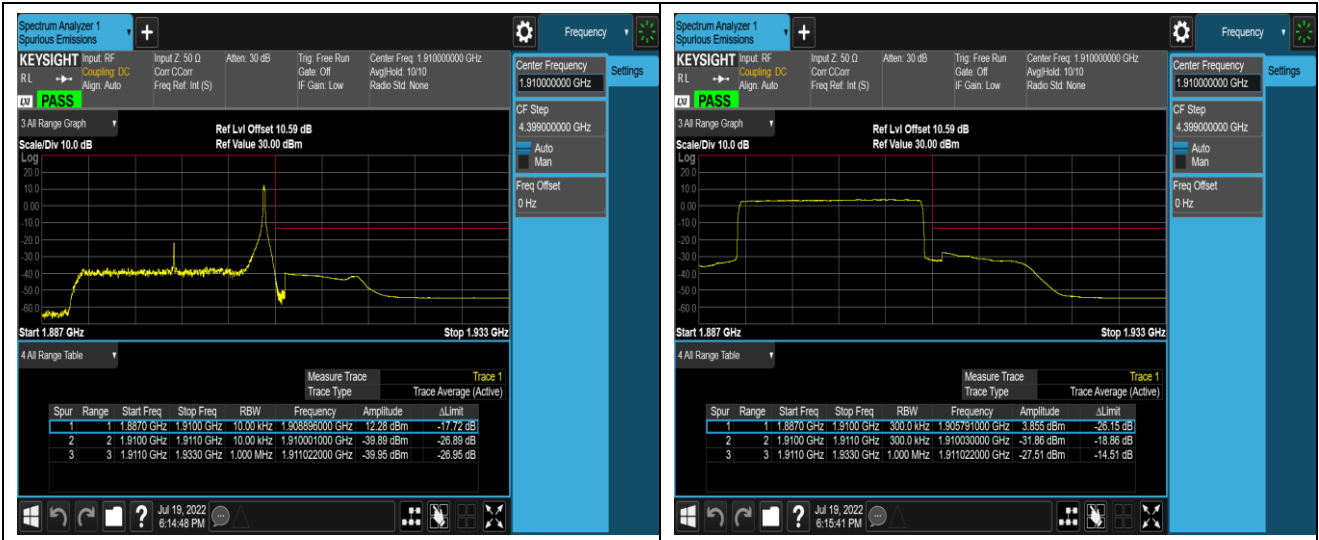 Spectrum Analyzer 1
Spurious Emissions
+
Frequency
KEYSIGHT
RL
LXI
PASS
Input: RF
Coupling: DC
Align: Auto
Input Z: 50 Ω
Corr CCorr
Freq Ref: Int (S)
Atten: 30 dB
Trig: Free Run
Gate: Off
IF Gain: Low
Center Freq: 1.910000000 GHz
Avg|Hold: 10/10
Radio Std: None
Center Frequency
1.910000000 GHz
Settings
CF Step
4.399000000 GHz
Auto
Man
Freq Offset
0 Hz
3 All Range Graph
Ref Lvl Offset 10.59 dB
Scale/Div 10.0 dB
Ref Value 30.00 dBm
Log
20.0
10.0
0.00
-10.0
-20.0
-30.0
-40.0
-50.0
-60.0
Start 1.887 GHz
Stop 1.933 GHz
4 All Range Table
Measure Trace Trace 1
Trace Type Trace Average (Active)
Spur Range Start Freq Stop Freq RBW Frequency Amplitude ΔLimit
1 1 1.8870 GHz 1.9100 GHz 10.00 kHz 1.908896000 GHz 12.28 dBm -17.72 dB
2 2 1.9100 GHz 1.9110 GHz 10.00 kHz 1.910001000 GHz -39.89 dBm -26.89 dB
3 3 1.9110 GHz 1.9330 GHz 1.000 MHz 1.911022000 GHz -39.95 dBm -26.95 dB
?
Jul 19, 2022
6:14:48 PM
Spectrum Analyzer 1
Spurious Emissions
+
Frequency
KEYSIGHT
RL
LXI
PASS
Input: RF
Coupling: DC
Align: Auto
Input Z: 50 Ω
Corr CCorr
Freq Ref: Int (S)
Atten: 30 dB
Trig: Free Run
Gate: Off
IF Gain: Low
Center Freq: 1.910000000 GHz
Avg|Hold: 10/10
Radio Std: None
Center Frequency
1.910000000 GHz
Settings
CF Step
4.399000000 GHz
Auto
Man
Freq Offset
0 Hz
3 All Range Graph
Ref Lvl Offset 10.59 dB
Scale/Div 10.0 dB
Ref Value 30.00 dBm
Log
20.0
10.0
0.00
-10.0
-20.0
-30.0
-40.0
-50.0
-60.0
Start 1.887 GHz
Stop 1.933 GHz
4 All Range Table
Measure Trace Trace 1
Trace Type Trace Average (Active)
Spur Range Start Freq Stop Freq RBW Frequency Amplitude ΔLimit
1 1 1.8870 GHz 1.9100 GHz 300.0 kHz 1.905791000 GHz 3.855 dBm -26.15 dB
2 2 1.9100 GHz 1.9110 GHz 300.0 kHz 1.910030000 GHz -31.86 dBm -18.86 dB
3 3 1.9110 GHz 1.9330 GHz 1.000 MHz 1.911022000 GHz -27.51 dBm -14.51 dB
?
Jul 19, 2022
6:15:41 PM